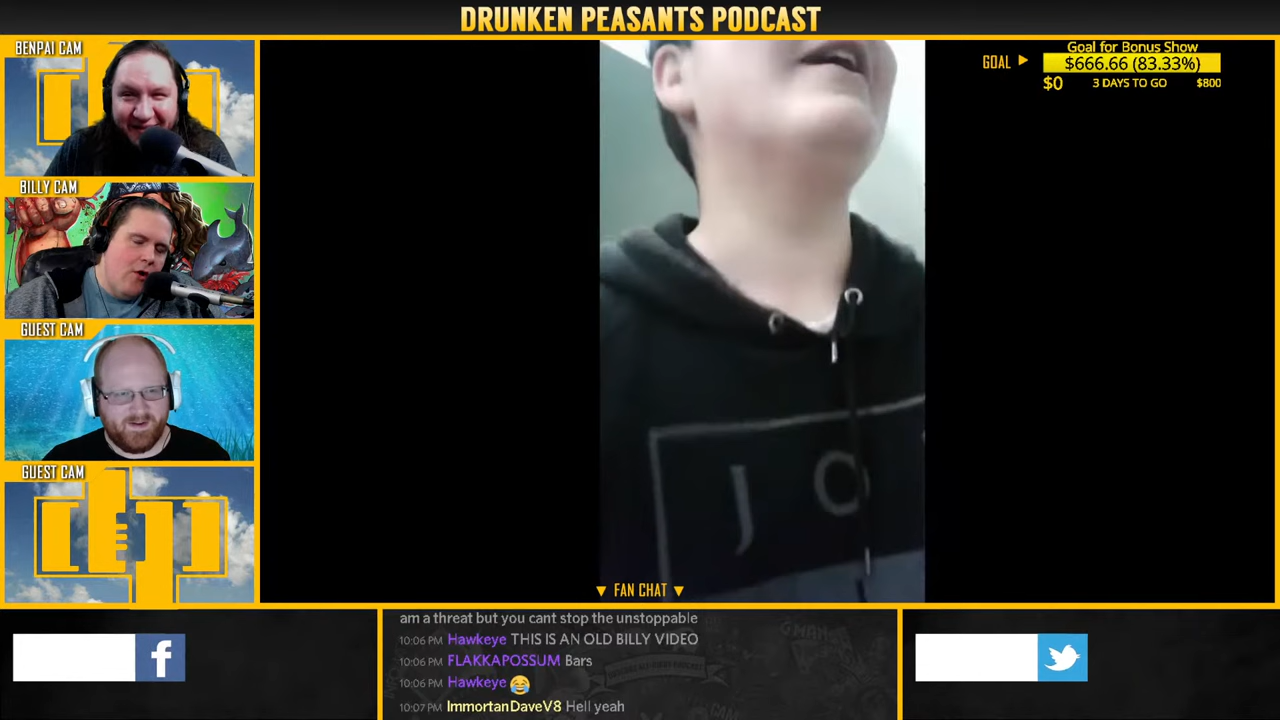 DRUNKEN PEASANTS PODCAST
BENPAI CAM
BILLY CAM
GUEST CAM
GUEST CAM
GOAL
Goal for Bonus Show
$666.66 (83.33%)
$0 3 DAYS TO GO $800
J O
FAN CHAT
am a threat but you cant stop the unstoppable
10:06 PM Hawkeye THIS IS AN OLD BILLY VIDEO
10:06 PM FLAKKAPOSSUM Bars
10:06 PM Hawkeye 😂
10:07 PM ImmortanDaveV8 Hell yeah